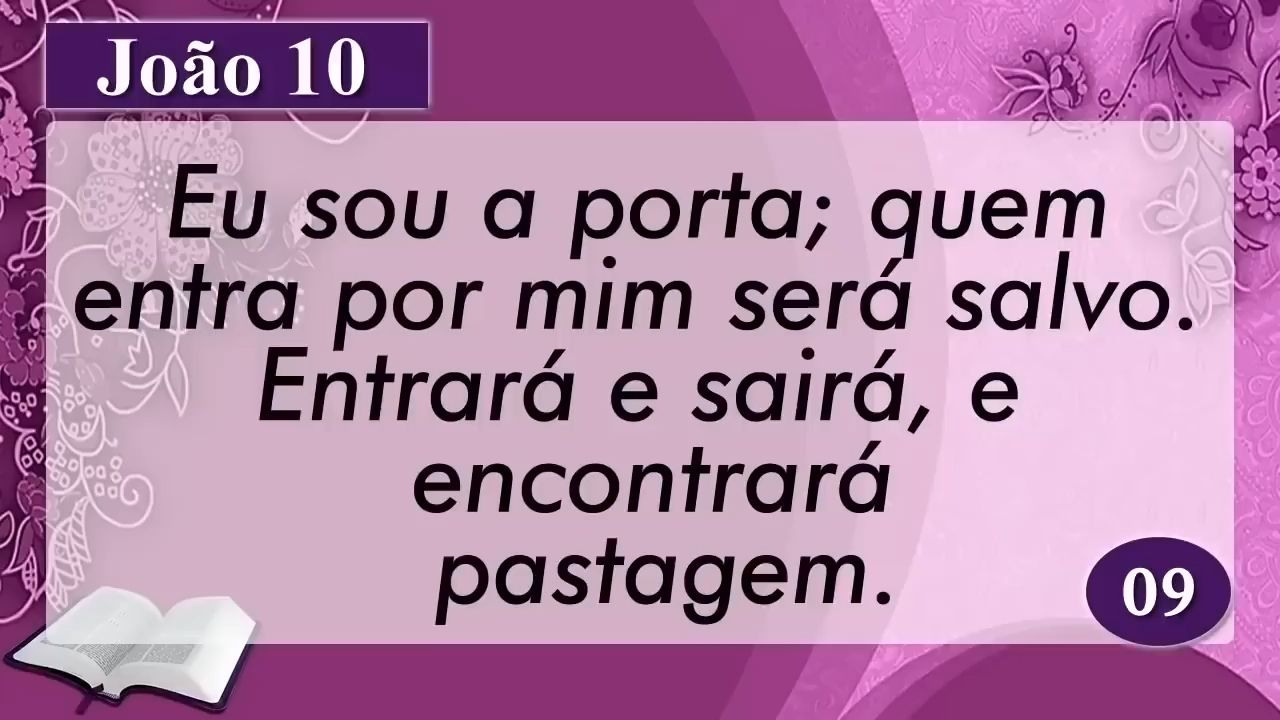 João 10
Eu sou a porta; quem
entra por mim será salvo.
Entrará e sairá, e
encontrará
pastagem.
09